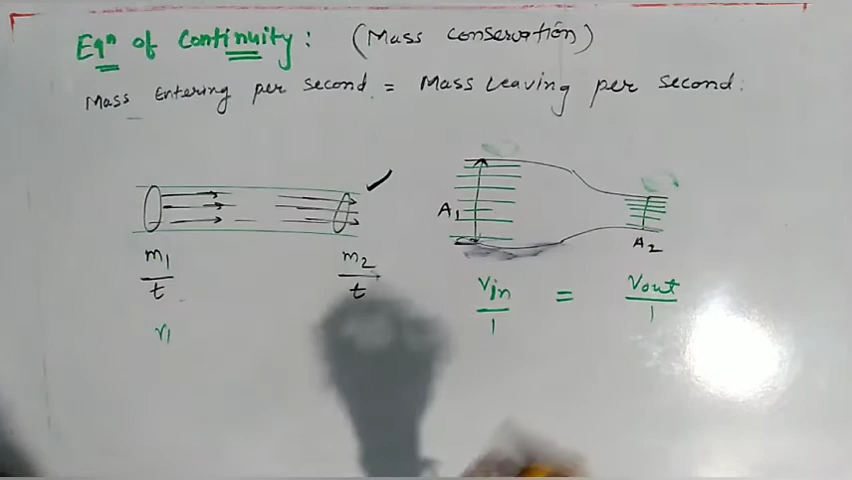 Eqⁿ of Continuity : (Mass conservation)
Mass Entering per second = Mass Leaving per second.
A₁
A₂
m₁/t
m₂/t
Vin/1 = Vout/1
v₁